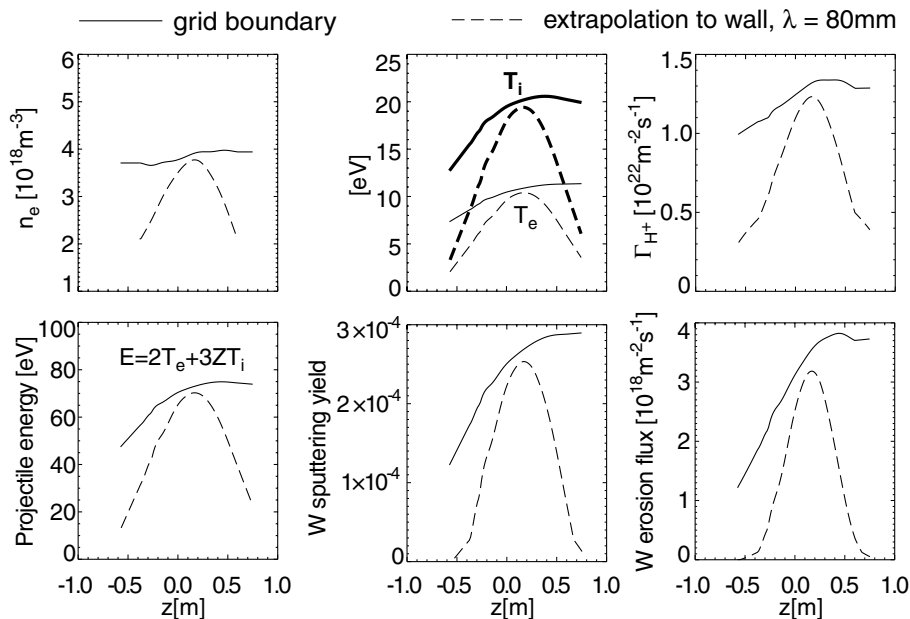 grid boundary
extrapolation to wall, λ = 80mm
6
5
4
3
2
1
n_e [10^18 m^-3]
25
20
15
10
5
0
[eV]
T_i
T_e
1.5
1.0
0.5
0
Γ_H+ [10^22 m^-2 s^-1]
100
80
60
40
20
0
Projectile energy [eV]
E=2T_e+3ZT_i
3×10^-4
2×10^-4
1×10^-4
0
W sputtering yield
4
3
2
1
0
W erosion flux [10^18 m^-2 s^-1]
-1.0 -0.5 0.0 0.5 1.0
z[m]
-1.0 -0.5 0.0 0.5 1.0
z[m]
-1.0 -0.5 0.0 0.5 1.0
z[m]